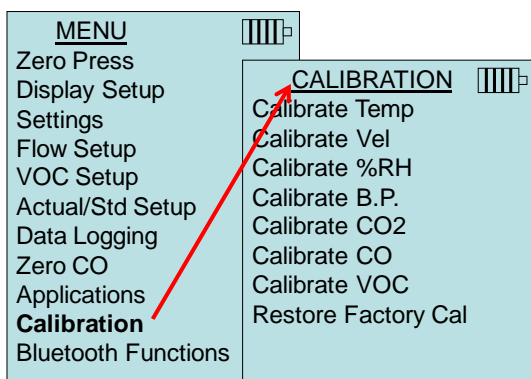 MENU
Zero Press
Display Setup
Settings
Flow Setup
VOC Setup
Actual/Std Setup
Data Logging
Zero CO
Applications
Calibration
Bluetooth Functions
CALIBRATION
Calibrate Temp
Calibrate Vel
Calibrate %RH
Calibrate B.P.
Calibrate CO2
Calibrate CO
Calibrate VOC
Restore Factory Cal